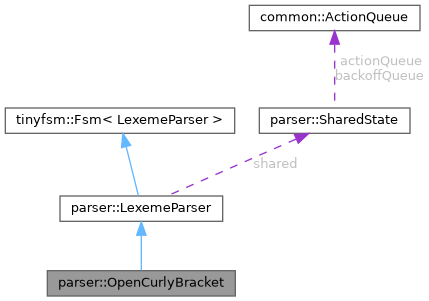 common::ActionQueue
actionQueue
backoffQueue
tinyfsm::Fsm< LexemeParser >
parser::SharedState
shared
parser::LexemeParser
parser::OpenCurlyBracket